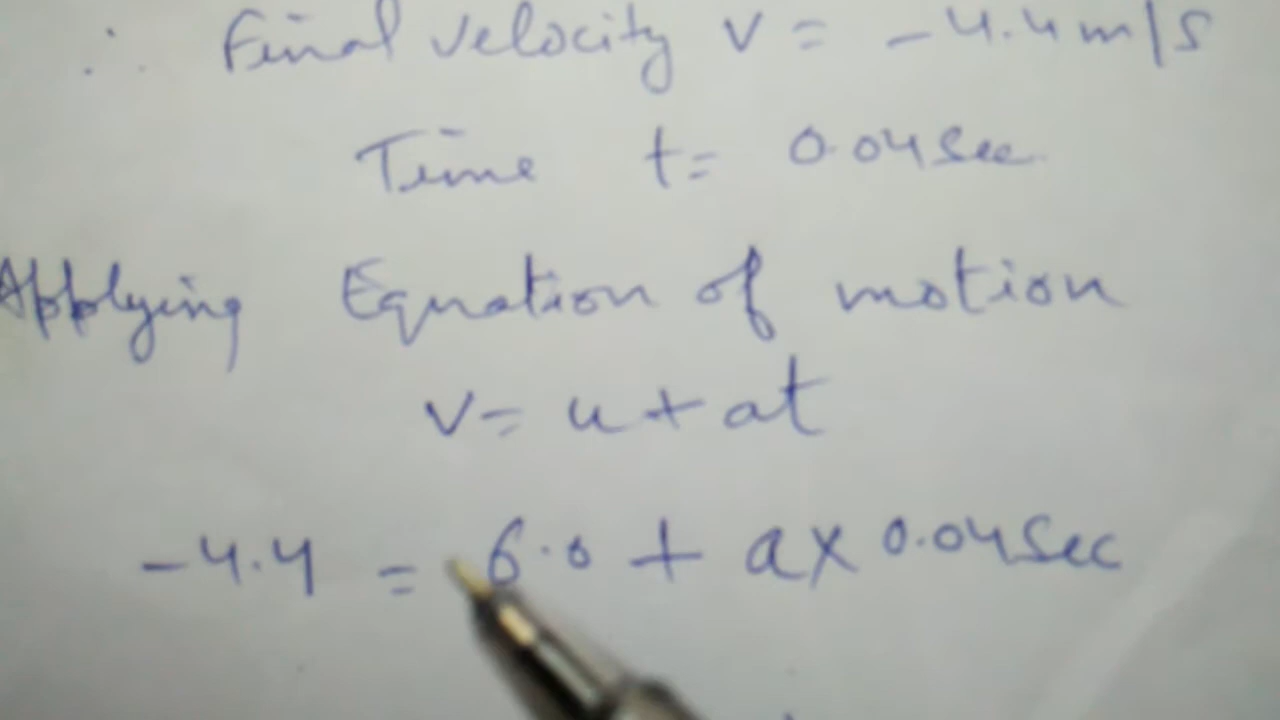 ∴ Final velocity v = -4.4 m/s
Time t = 0.04 Sec
Applying Equation of motion
v = u + at
-4.4 = 6.0 + a x 0.04 Sec